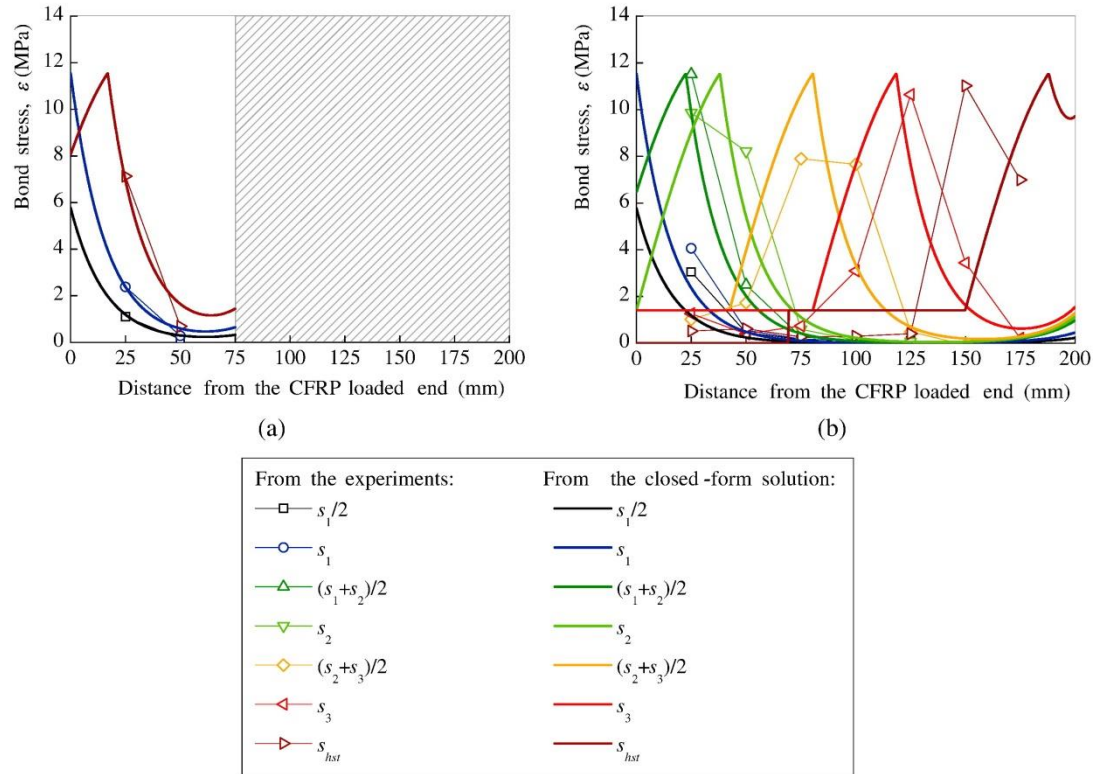 14
12
10
8
6
4
2
0
Bond stress, ε (MPa)
0 25 50 75 100 125 150 175 200
Distance from the CFRP loaded end (mm)
(a)
14
12
10
8
6
4
2
0
Bond stress, ε (MPa)
0 25 50 75 100 125 150 175 200
Distance from the CFRP loaded end (mm)
(b)
From the experiments:
s₁/2
s₁
(s₁+s₂)/2
s₂
(s₂+s₃)/2
s₃
s_hst
From the closed-form solution:
s₁/2
s₁
(s₁+s₂)/2
s₂
(s₂+s₃)/2
s₃
s_hst